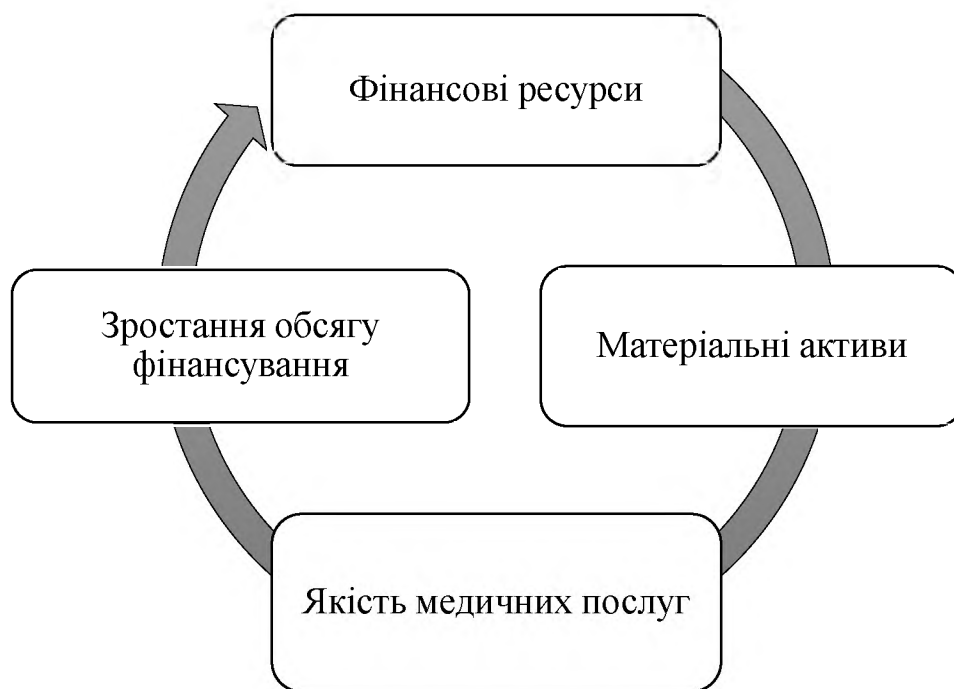 Фінансові ресурси
Матеріальні активи
Якість медичних послуг
Зростання обсягу
фінансування